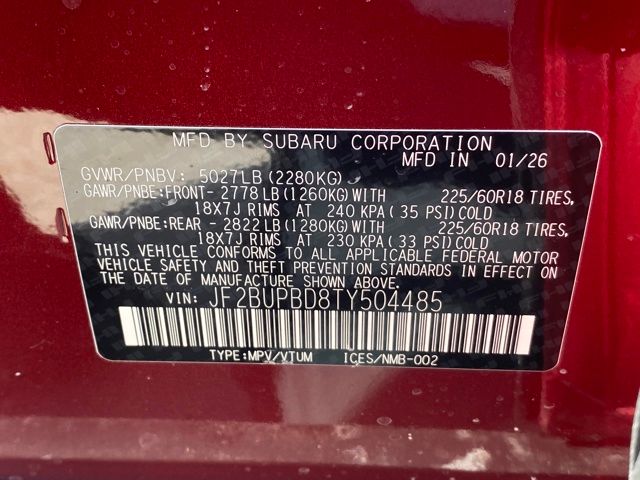 MFD BY SUBARU CORPORATION
MFD IN 01/26
GVWR/PNBV: 5027LB (2280KG)
GAWR/PNBE:FRONT- 2778 LB (1260KG) WITH 225/60R18 TIRES,
18X7J RIMS AT 240 KPA (35 PSI) COLD
GAWR/PNBE:REAR - 2822 LB (1280KG) WITH 225/60R18 TIRES,
18X7J RIMS AT 230 KPA (33 PSI) COLD
THIS VEHICLE CONFORMS TO ALL APPLICABLE FEDERAL MOTOR
VEHICLE SAFETY AND THEFT PREVENTION STANDARDS IN EFFECT ON
THE DATE OF MANUFACTURE SHOWN ABOVE.
VIN: JF2BUPBD8TY504485
TYPE:MPV/VTUM ICES/NMB-002